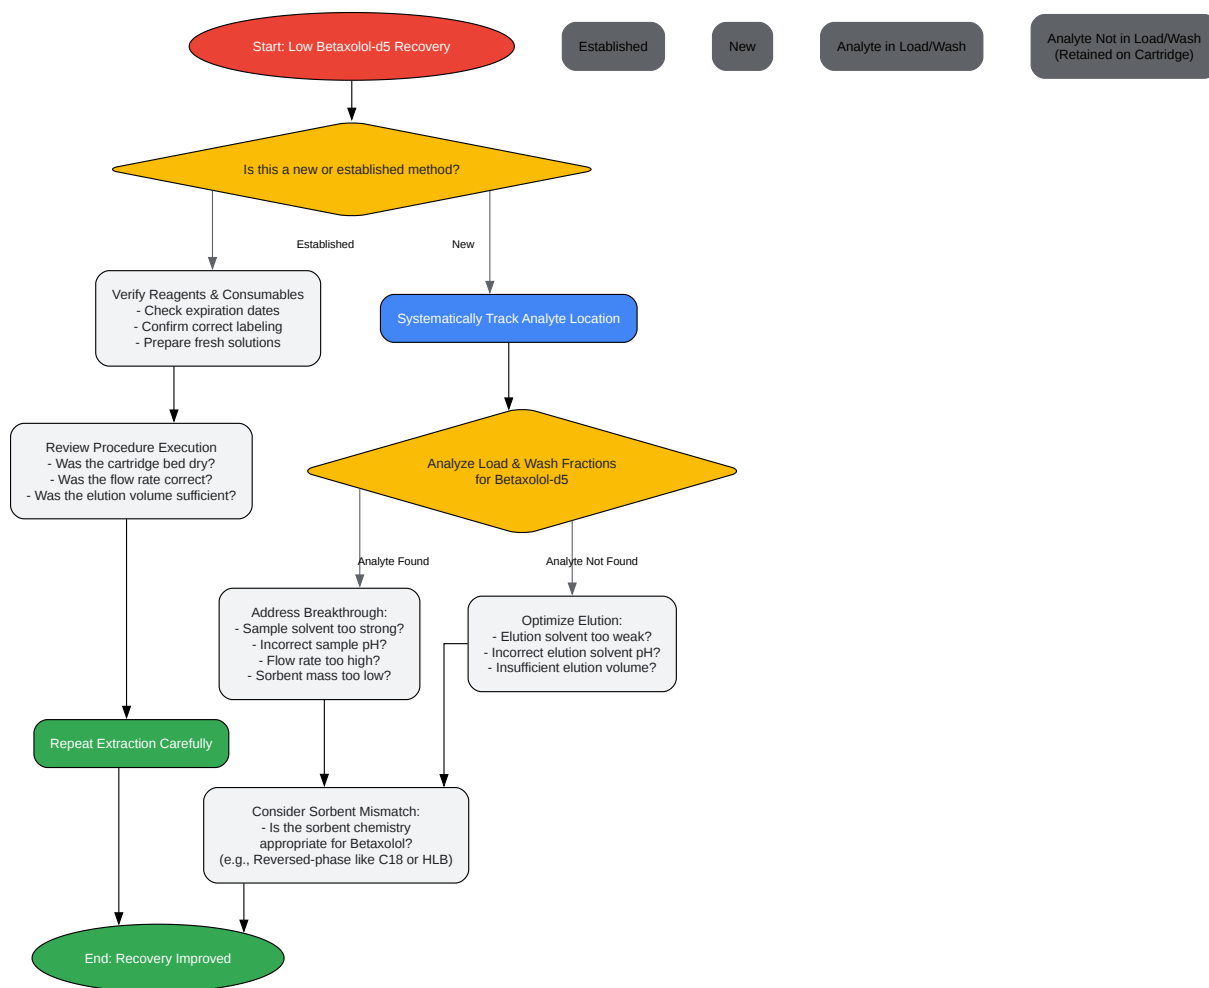 Start: Low Betaxolol-d5 Recovery
Established
New
Analyte in Load/Wash
Analyte Not in Load/Wash
(Retained on Cartridge)
Is this a new or established method?
Established
New
Verify Reagents & Consumables
- Check expiration dates
- Confirm correct labeling
- Prepare fresh solutions
Systematically Track Analyte Location
Review Procedure Execution
- Was the cartridge bed dry?
- Was the flow rate correct?
- Was the elution volume sufficient?
Analyze Load & Wash Fractions
for Betaxolol-d5
Analyte Found
Analyte Not Found
Address Breakthrough:
- Sample solvent too strong?
- Incorrect sample pH?
- Flow rate too high?
- Sorbent mass too low?
Optimize Elution:
- Elution solvent too weak?
- Incorrect elution solvent pH?
- Insufficient elution volume?
Repeat Extraction Carefully
Consider Sorbent Mismatch:
- Is the sorbent chemistry
appropriate for Betaxolol?
(e.g., Reversed-phase like C18 or HLB)
End: Recovery Improved